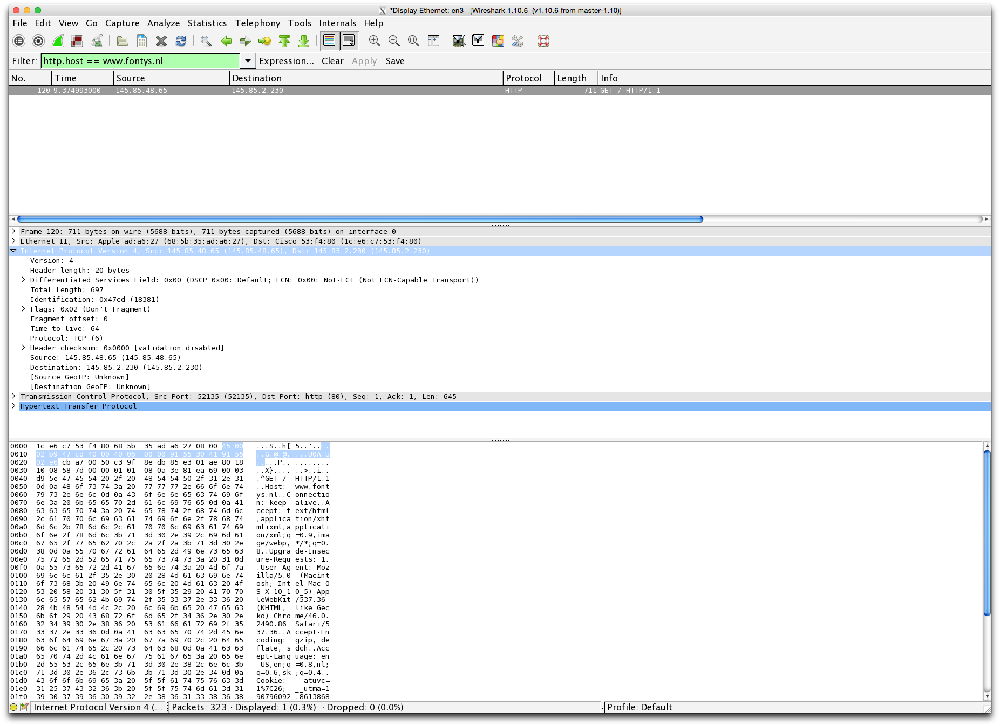 *Display Ethernet: en3   [Wireshark 1.10.6  (v1.10.6 from master-1.10)]
File Edit View Go Capture Analyze Statistics Telephony Tools Internals Help
Filter: http.host == www.fontys.nl Expression... Clear Apply Save
No. Time Source Destination Protocol Length Info
120 9.374993000 145.85.48.65 145.85.2.230 HTTP 711 GET / HTTP/1.1
Frame 120: 711 bytes on wire (5688 bits), 711 bytes captured (5688 bits) on interface 0
Ethernet II, Src: Apple_ad:a6:27 (68:5b:35:ad:a6:27), Dst: Cisco_53:f4:80 (1c:e6:c7:53:f4:80)
Internet Protocol Version 4, Src: 145.85.48.65 (145.85.48.65), Dst: 145.85.2.230 (145.85.2.230)
Version: 4
Header length: 20 bytes
Differentiated Services Field: 0x00 (DSCP 0x00: Default; ECN: 0x00: Not-ECT (Not ECN-Capable Transport))
Total Length: 697
Identification: 0x47cd (18381)
Flags: 0x02 (Don't Fragment)
Fragment offset: 0
Time to live: 64
Protocol: TCP (6)
Header checksum: 0x0000 [validation disabled]
Source: 145.85.48.65 (145.85.48.65)
Destination: 145.85.2.230 (145.85.2.230)
[Source GeoIP: Unknown]
[Destination GeoIP: Unknown]
Transmission Control Protocol, Src Port: 52135 (52135), Dst Port: http (80), Seq: 1, Ack: 1, Len: 645
Hypertext Transfer Protocol
0000  1c e6 c7 53 f4 80 68 5b  35 ad a6 27 08 00 45 00   ...S..h[ 5..'..E.
0010  02 b9 47 cd 40 00 40 06  00 00 91 55 30 41 91 55   ..G.@.@. ...U0A.U
0020  02 e6 cb a7 00 50 c3 9f  8e db 85 e3 01 ae 80 18   .....P.. ........
0030  10 08 58 7d 00 00 01 01  08 0a 3e 81 ea 69 00 03   ..X}.... ..>..i..
0040  d9 5e 47 45 54 20 2f 20  48 54 54 50 2f 31 2e 31   .^GET /  HTTP/1.1
0050  0d 0a 48 6f 73 74 3a 20  77 77 77 2e 66 6f 6e 74   ..Host:  www.font
0060  79 73 2e 6e 6c 0d 0a 43  6f 6e 6e 65 63 74 69 6f   ys.nl..C onnectio
0070  6e 3a 20 6b 65 65 70 2d  61 6c 69 76 65 0d 0a 41   n: keep- alive..A
0080  63 63 65 70 74 3a 20 74  65 78 74 2f 68 74 6d 6c   ccept: t ext/html
0090  2c 61 70 70 6c 69 63 61  74 69 6f 6e 2f 78 68 74   ,applica tion/xht
00a0  6d 6c 2b 78 6d 6c 2c 61  70 70 6c 69 63 61 74 69   ml+xml,a pplicati
00b0  6f 6e 2f 78 6d 6c 3b 71  3d 30 2e 39 2c 69 6d 61   on/xml;q =0.9,ima
00c0  67 65 2f 77 65 62 70 2c  2a 2f 2a 3b 71 3d 30 2e   ge/webp, */*;q=0.
00d0  38 0d 0a 55 70 67 72 61  64 65 2d 49 6e 73 65 63   8..Upgra de-Insec
00e0  75 72 65 2d 52 65 71 75  65 73 74 73 3a 20 31 0d   ure-Requ ests: 1.
00f0  0a 55 73 65 72 2d 41 67  65 6e 74 3a 20 4d 6f 7a   .User-Ag ent: Moz
0100  69 6c 6c 61 2f 35 2e 30  20 28 4d 61 63 69 6e 74   illa/5.0  (Macint
0110  6f 73 68 3b 20 49 6e 74  65 6c 20 4d 61 63 20 4f   osh; Int el Mac O
0120  53 20 58 20 31 30 5f 31  30 5f 35 29 20 41 70 70   S X 10_1 0_5) App
0130  6c 65 57 65 62 4b 69 74  2f 35 33 37 2e 33 36 20   leWebKit /537.36
0140  28 4b 48 54 4d 4c 2c 20  6c 69 6b 65 20 47 65 63   (KHTML,  like Gec
0150  6b 6f 29 20 43 68 72 6f  6d 65 2f 34 36 2e 30 2e   ko) Chro me/46.0.
0160  32 34 39 30 2e 38 36 20  53 61 66 61 72 69 2f 35   2490.86  Safari/5
0170  33 37 2e 33 36 0d 0a 41  63 63 65 70 74 2d 45 6e   37.36..A ccept-En
0180  63 6f 64 69 6e 67 3a 20  67 7a 69 70 2c 20 64 65   coding:  gzip, de
0190  66 6c 61 74 65 2c 20 73  64 63 68 0d 0a 41 63 63   flate, s dch..Acc
01a0  65 70 74 2d 4c 61 6e 67  75 61 67 65 3a 20 65 6e   ept-Lang uage: en
01b0  2d 55 53 2c 65 6e 3b 71  3d 30 2e 38 2c 6e 6c 3b   -US,en;q =0.8,nl;
01c0  71 3d 30 2e 36 2c 73 6b  3b 71 3d 30 2e 34 0d 0a   q=0.6,sk ;q=0.4..
01d0  43 6f 6f 6b 69 65 3a 20  5f 5f 61 74 75 76 63 3d   Cookie:  __atuvc=
01e0  31 25 37 43 32 36 3b 20  5f 5f 75 74 6d 61 3d 31   1%7C26;  __utma=1
01f0  39 30 37 39 36 30 39 32  2e 38 36 31 33 38 36 38   90796092 .8613868
Internet Protocol Version 4 (... Packets: 323 · Displayed: 1 (0.3%)  · Dropped: 0 (0.0%) Profile: Default